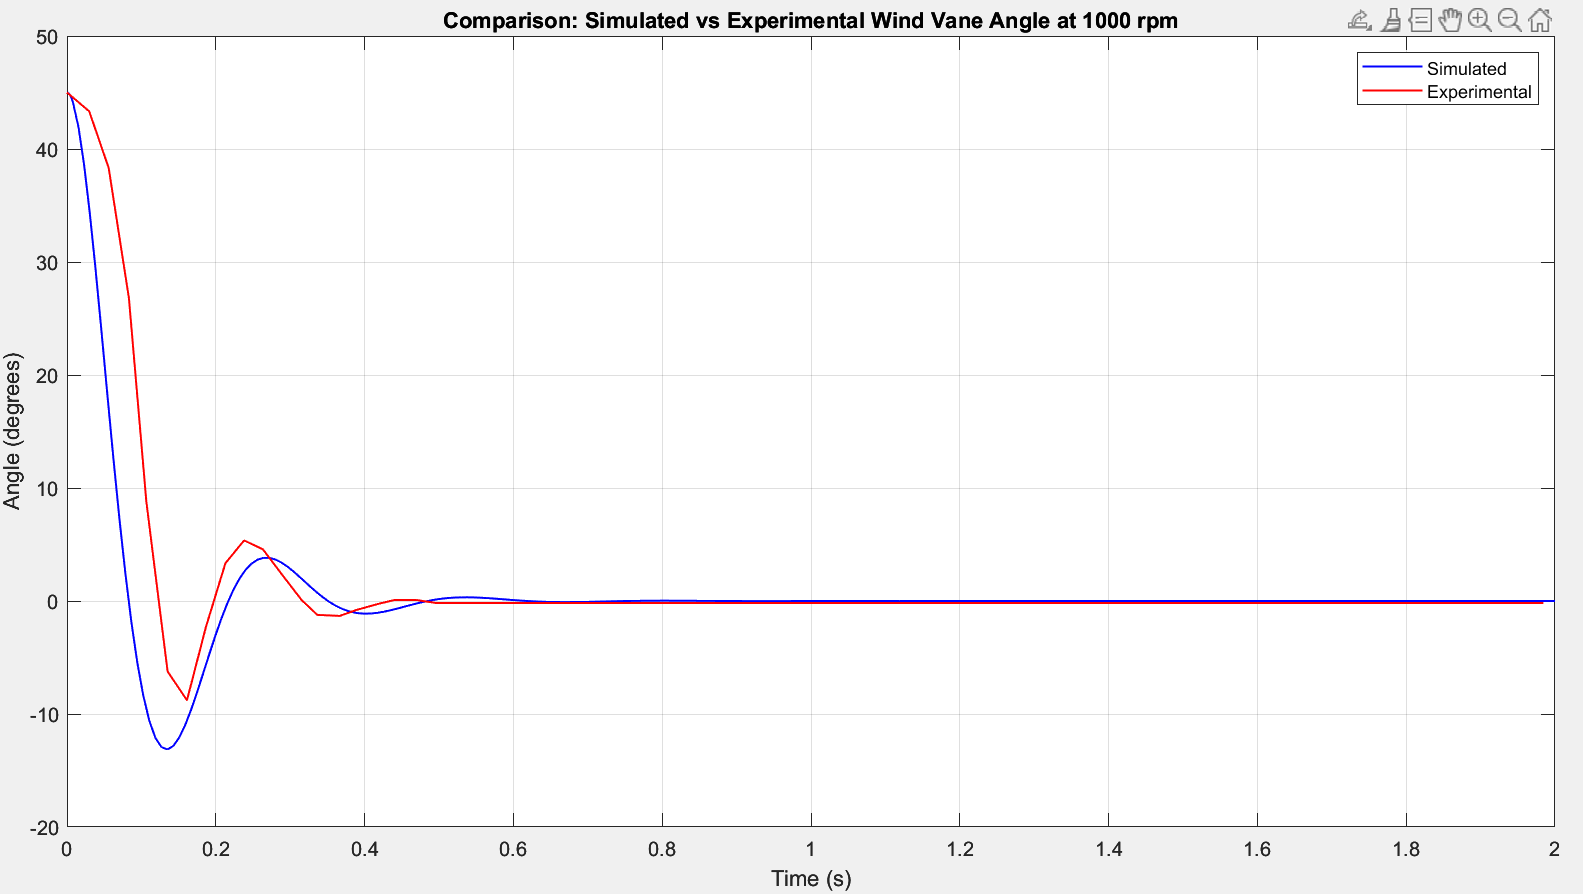 Comparison: Simulated vs Experimental Wind Vane Angle at 1000 rpm
Simulated
Experimental
50
40
30
20
10
0
-10
-20
Angle (degrees)
0 0.2 0.4 0.6 0.8 1 1.2 1.4 1.6 1.8 2
Time (s)